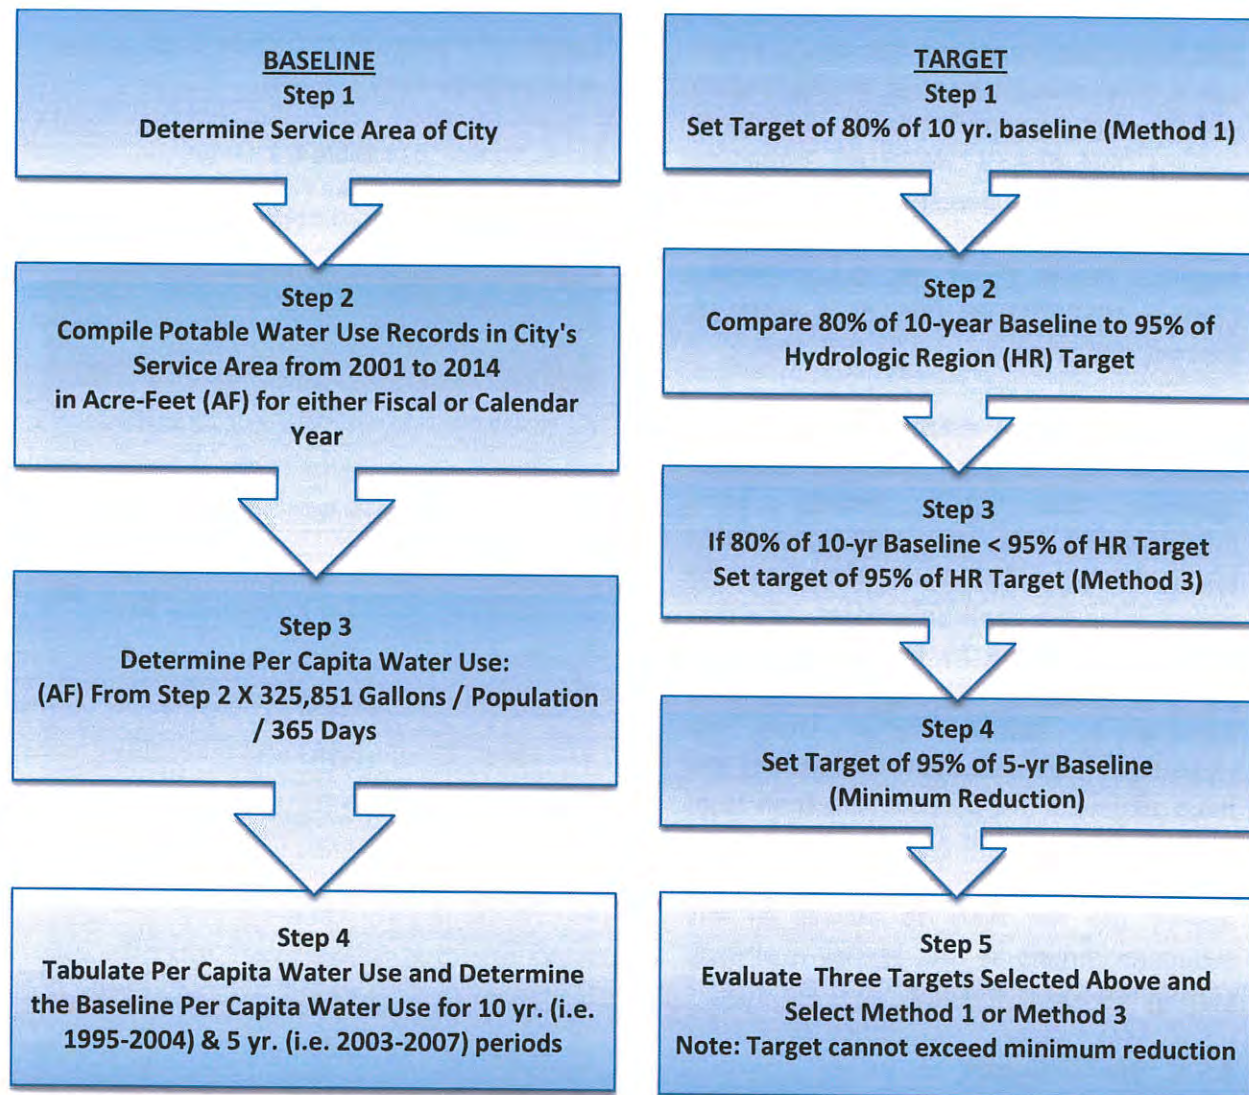 BASELINE
Step 1
Determine Service Area of City
Step 2
Compile Potable Water Use Records in City's
Service Area from 2001 to 2014
in Acre-Feet (AF) for either Fiscal or Calendar
Year
Step 3
Determine Per Capita Water Use:
(AF) From Step 2 X 325,851 Gallons / Population
/ 365 Days
Step 4
Tabulate Per Capita Water Use and Determine
the Baseline Per Capita Water Use for 10 yr. (i.e.
1995-2004) & 5 yr. (i.e. 2003-2007) periods
TARGET
Step 1
Set Target of 80% of 10 yr. baseline (Method 1)
Step 2
Compare 80% of 10-year Baseline to 95% of
Hydrologic Region (HR) Target
Step 3
If 80% of 10-yr Baseline < 95% of HR Target
Set target of 95% of HR Target (Method 3)
Step 4
Set Target of 95% of 5-yr Baseline
(Minimum Reduction)
Step 5
Evaluate Three Targets Selected Above and
Select Method 1 or Method 3
Note: Target cannot exceed minimum reduction